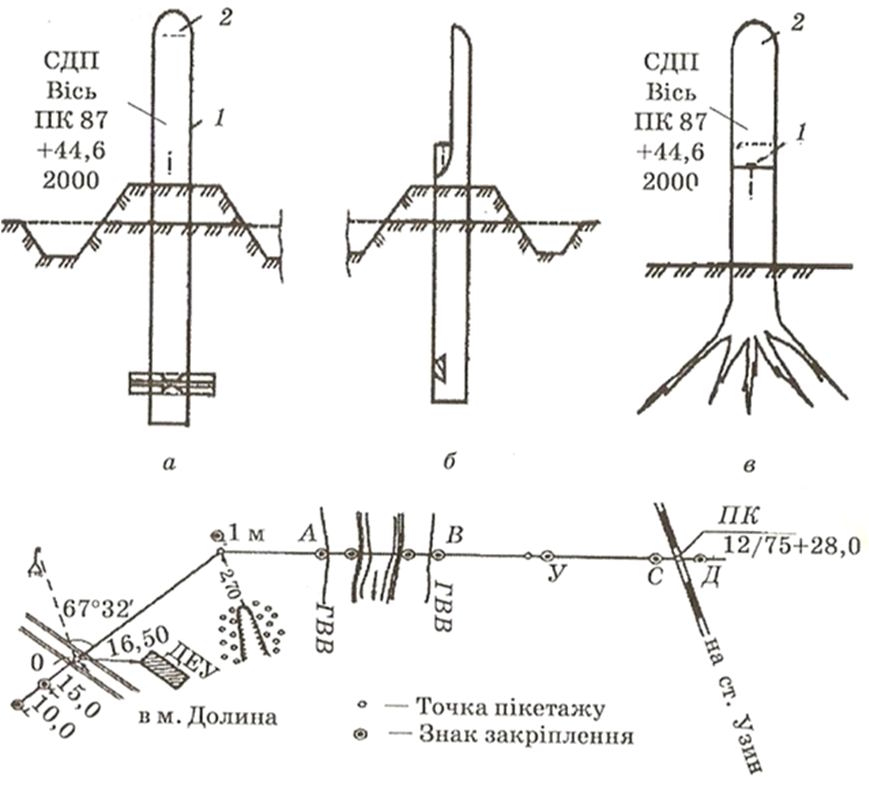 2
СДП
Вісь
ПК 87
+44,6
2000
1
а
б
2
СДП
Вісь
ПК 87
+44,6
2000
1
в
1 м
А
В
У
С
Д
ПК
12/75+28,0
2,70
ГВВ
ГВВ
67°32′
0
16,50
ДЕУ
15,0
10,0
в м. Долина
на ст. Узин
— Точка пікетажу
— Знак закріплення